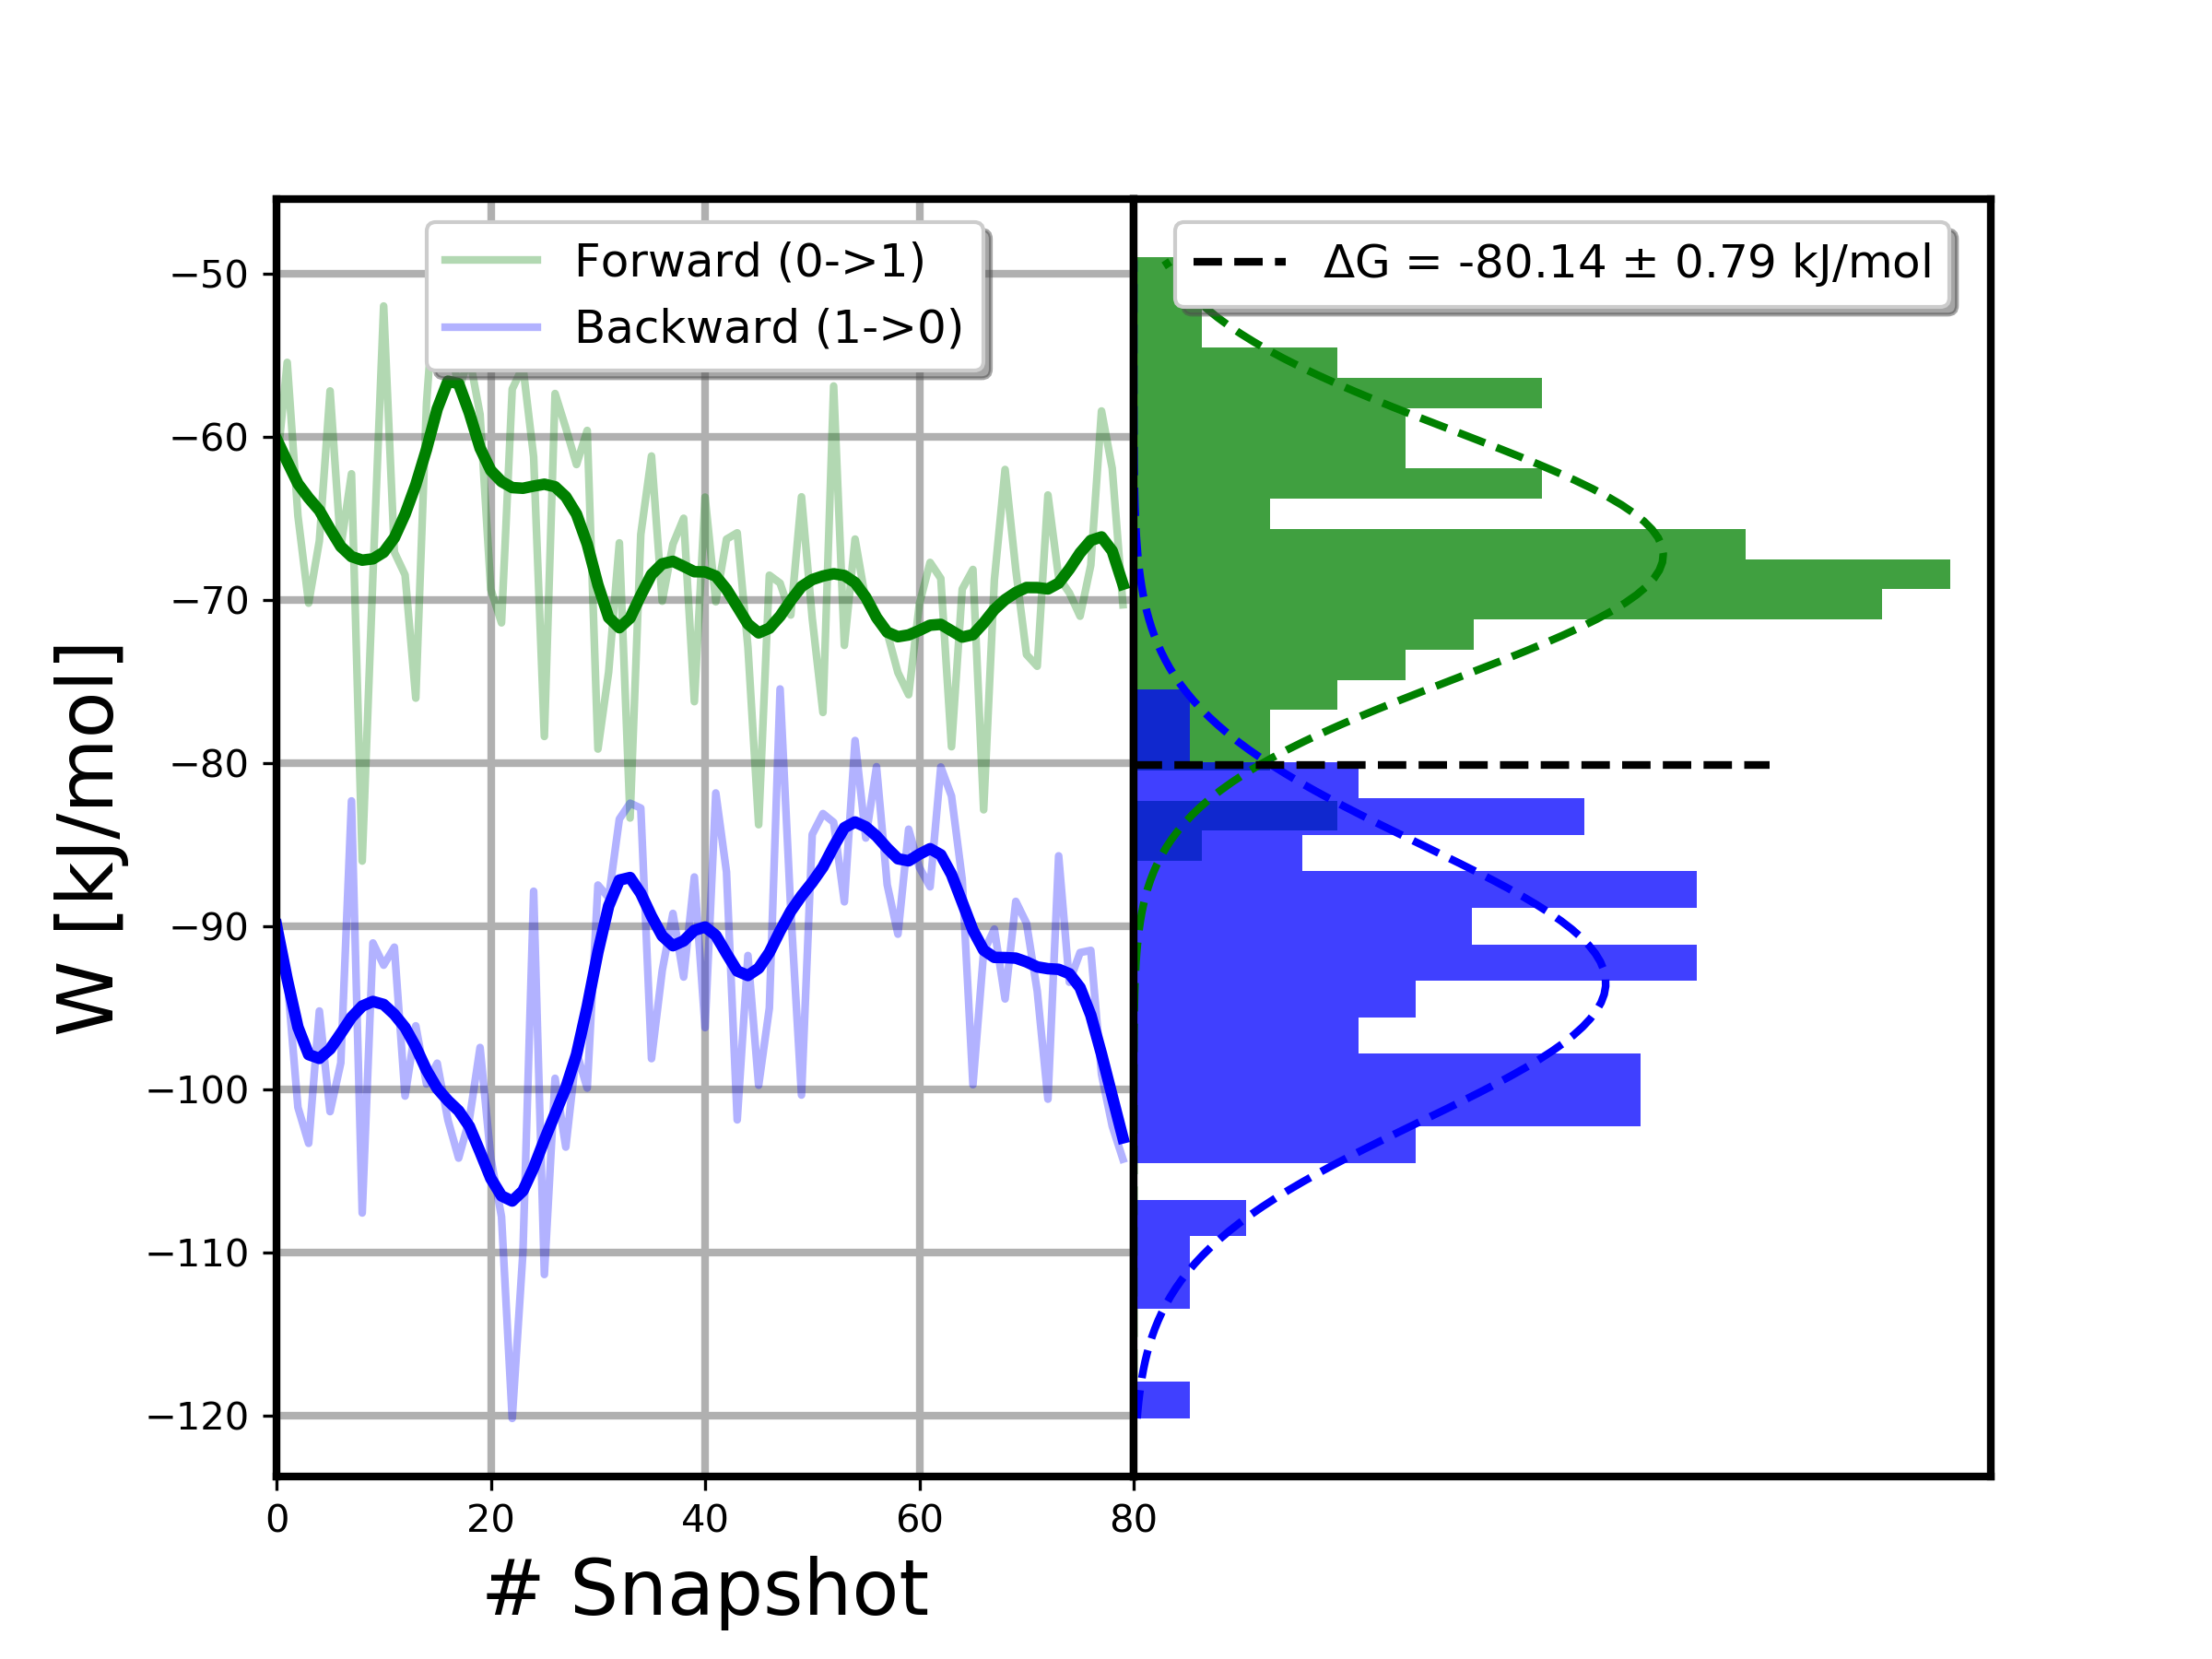 Forward (0->1)
Backward (1->0)
ΔG = -80.14 ± 0.79 kJ/mol
W [kJ/mol]
−50
−60
−70
−80
−90
−100
−110
−120
0 20 40 60 80
# Snapshot